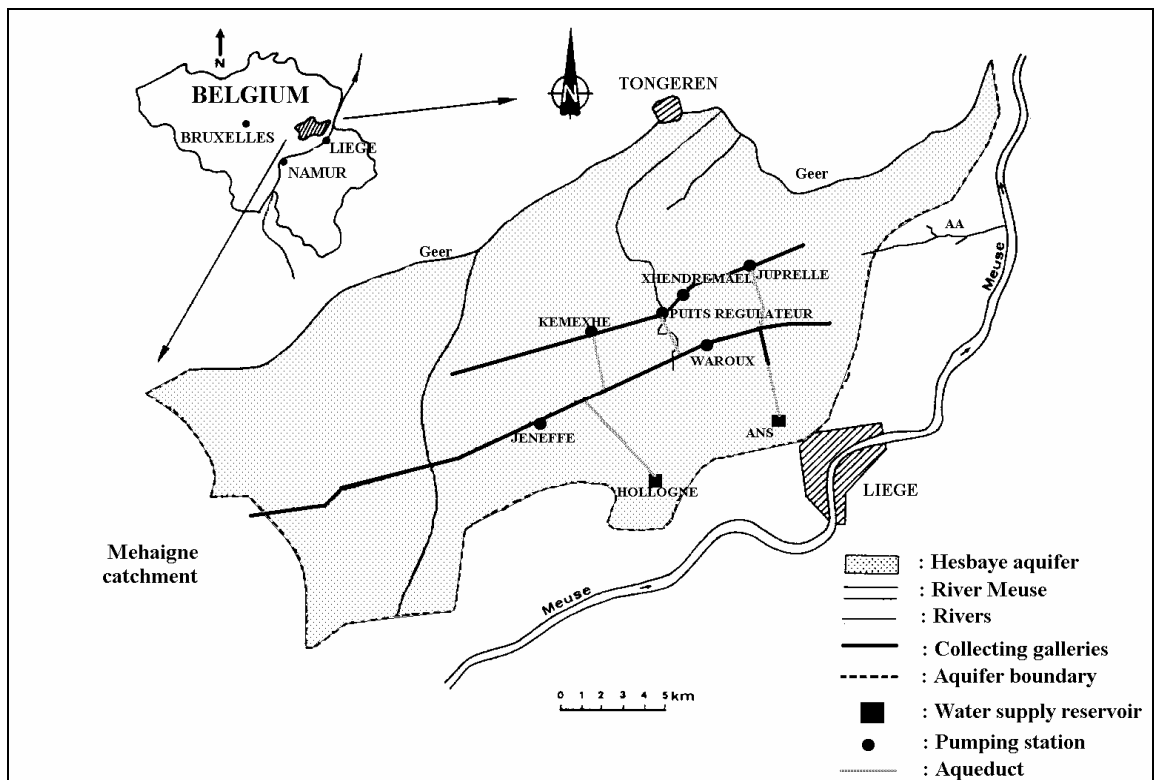 N
BELGIUM
BRUXELLES
LIEGE
NAMUR
N
TONGEREN
Geer
Geer
AA
Meuse
XHENDREMAEL
JUPRELLE
KEMEXHE
PUITS REGULATEUR
WAROUX
JENEFFE
ANS
HOLLOGNE
LIEGE
Mehaigne
catchment
Meuse
0 1 2 3 4 5 km
: Hesbaye aquifer
: River Meuse
: Rivers
: Collecting galleries
: Aquifer boundary
: Water supply reservoir
: Pumping station
: Aqueduct